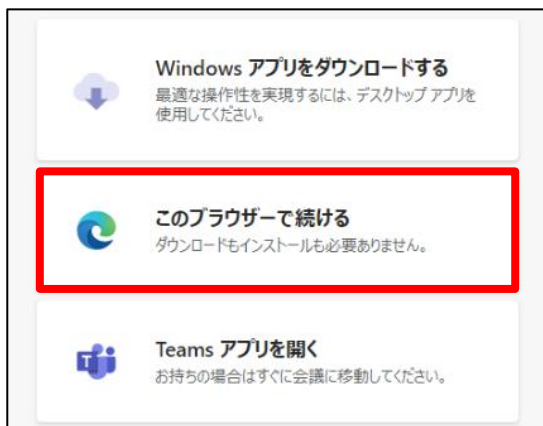 Windows アプリをダウンロードする
最適な操作性を実現するには、デスクトップ アプリを
使用してください。
このブラウザーで続ける
ダウンロードもインストールも必要ありません。
Teams アプリを開く
お持ちの場合はすぐに会議に移動してください。